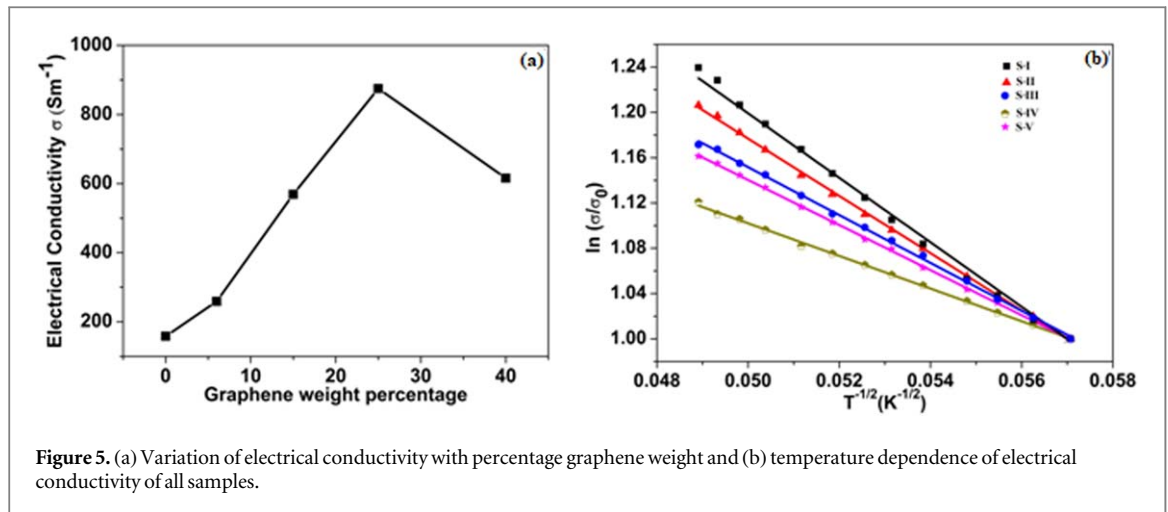 (a)
1000
800
600
400
200
Electrical Conductivity σ (Sm⁻¹)
0 10 20 30 40
Graphene weight percentage
(b)
1.24
1.20
1.16
1.12
1.08
1.04
1.00
ln (σ/σ₀)
S-I
S-II
S-III
S-IV
S-V
0.048 0.050 0.052 0.054 0.056 0.058
T⁻¹/²(K⁻¹/²)
Figure 5. (a) Variation of electrical conductivity with percentage graphene weight and (b) temperature dependence of electrical
conductivity of all samples.